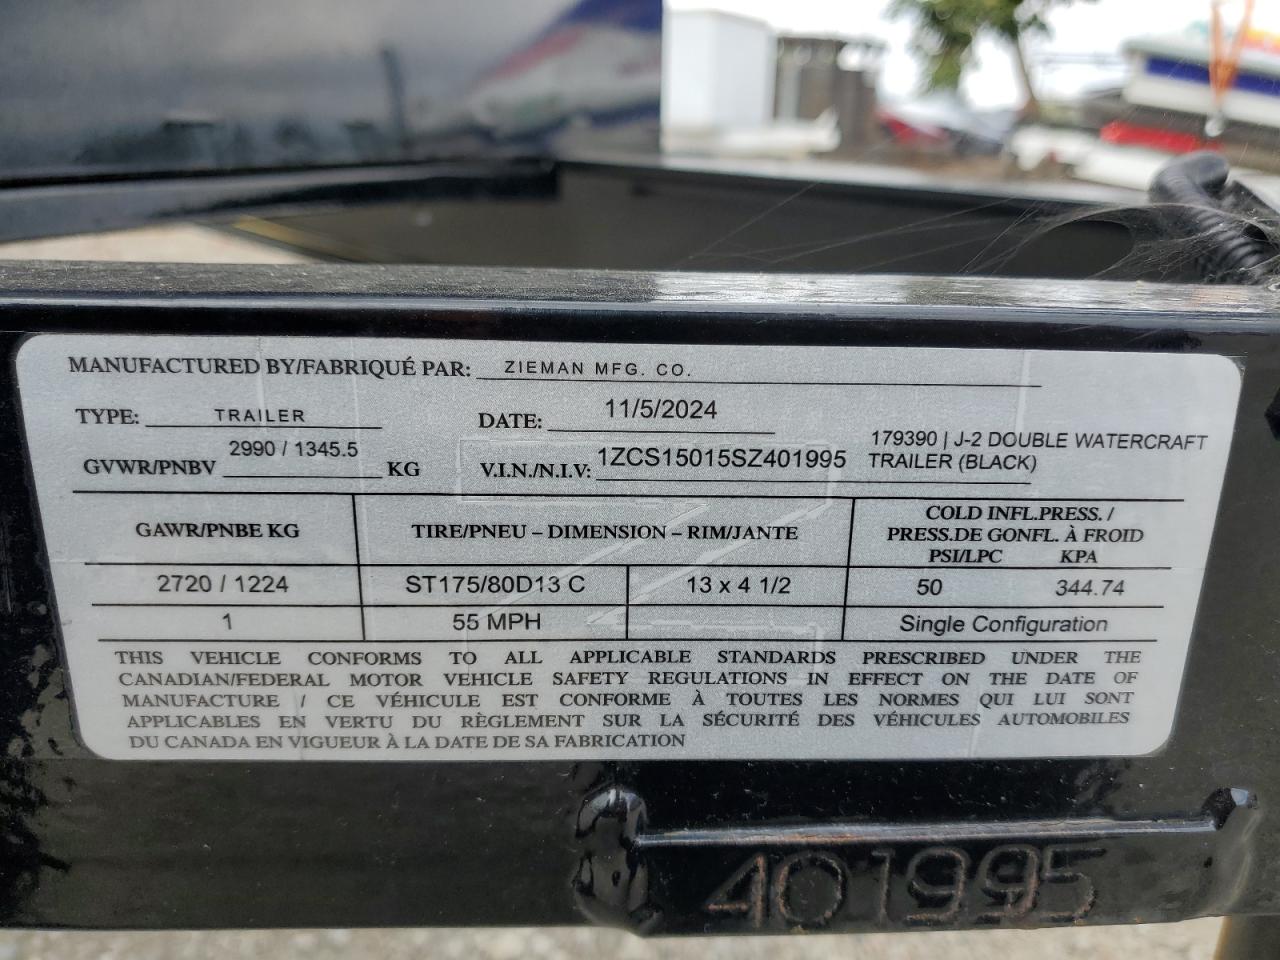 MANUFACTURED BY/FABRIQUÉ PAR: ZIEMAN MFG. CO.
TYPE: TRAILER DATE: 11/5/2024
GVWR/PNBV 2990 / 1345.5 KG V.I.N./N.I.V: 1ZCS15015SZ401995
179390 | J-2 DOUBLE WATERCRAFT
TRAILER (BLACK)
GAWR/PNBE KG TIRE/PNEU – DIMENSION – RIM/JANTE COLD INFL.PRESS. /
PRESS.DE GONFL. À FROID
PSI/LPC KPA
2720 / 1224 ST175/80D13 C 13 x 4 1/2 50 344.74
1 55 MPH Single Configuration
THIS VEHICLE CONFORMS TO ALL APPLICABLE STANDARDS PRESCRIBED UNDER THE
CANADIAN/FEDERAL MOTOR VEHICLE SAFETY REGULATIONS IN EFFECT ON THE DATE OF
MANUFACTURE / CE VÉHICULE EST CONFORME À TOUTES LES NORMES QUI LUI SONT
APPLICABLES EN VERTU DU RÈGLEMENT SUR LA SÉCURITÉ DES VÉHICULES AUTOMOBILES
DU CANADA EN VIGUEUR À LA DATE DE SA FABRICATION
401995